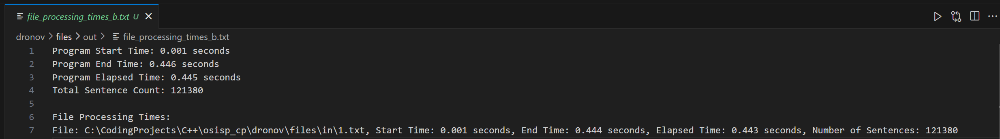 file_processing_times_b.txt U
dronov > files > out > file_processing_times_b.txt
1 Program Start Time: 0.001 seconds
2 Program End Time: 0.446 seconds
3 Program Elapsed Time: 0.445 seconds
4 Total Sentence Count: 121380
5
6 File Processing Times:
7 File: C:\CodingProjects\C++\osisp_cp\dronov\files\in\1.txt, Start Time: 0.001 seconds, End Time: 0.444 seconds, Elapsed Time: 0.443 seconds, Number of Sentences: 121380